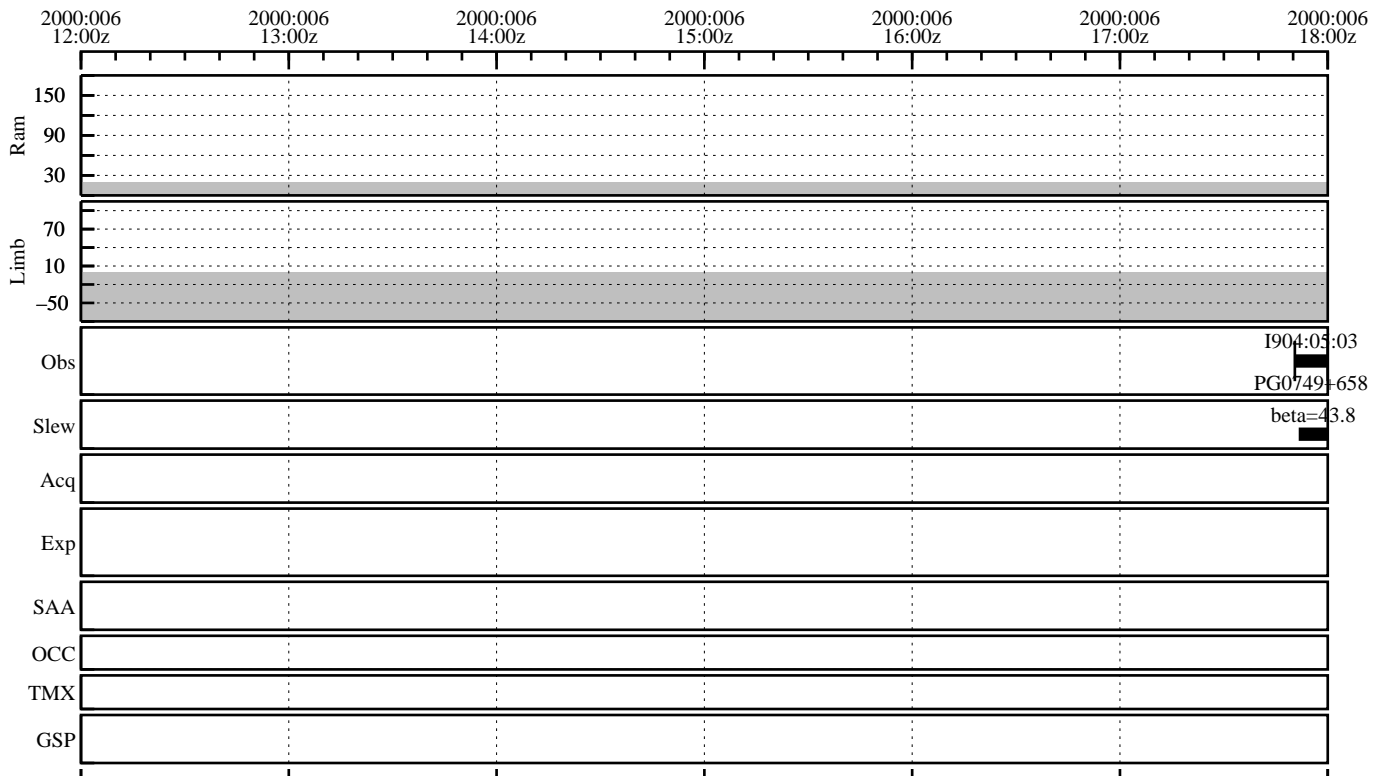 2000:006 2000:006 2000:006 2000:006 2000:006 2000:006 2000:006
12:00z 13:00z 14:00z 15:00z 16:00z 17:00z 18:00z
150
Ram
90
30
70
Limb
10
–50
I904:05:03
Obs
PG0749+658
beta=43.8
Slew
Acq
Exp
SAA
OCC
TMX
GSP